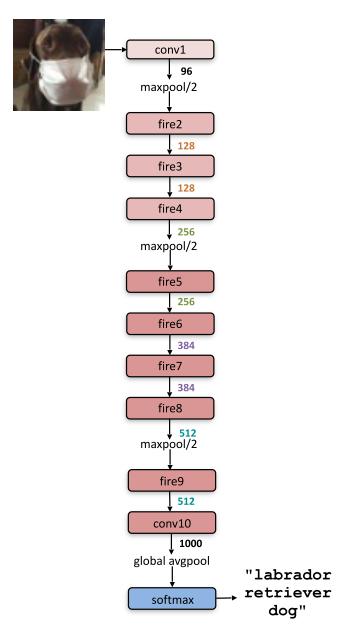 conv1
96
maxpool/2
fire2
128
fire3
128
fire4
256
maxpool/2
fire5
256
fire6
384
fire7
384
fire8
512
maxpool/2
fire9
512
conv10
1000
global avgpool
softmax
"labrador
retriever
dog"